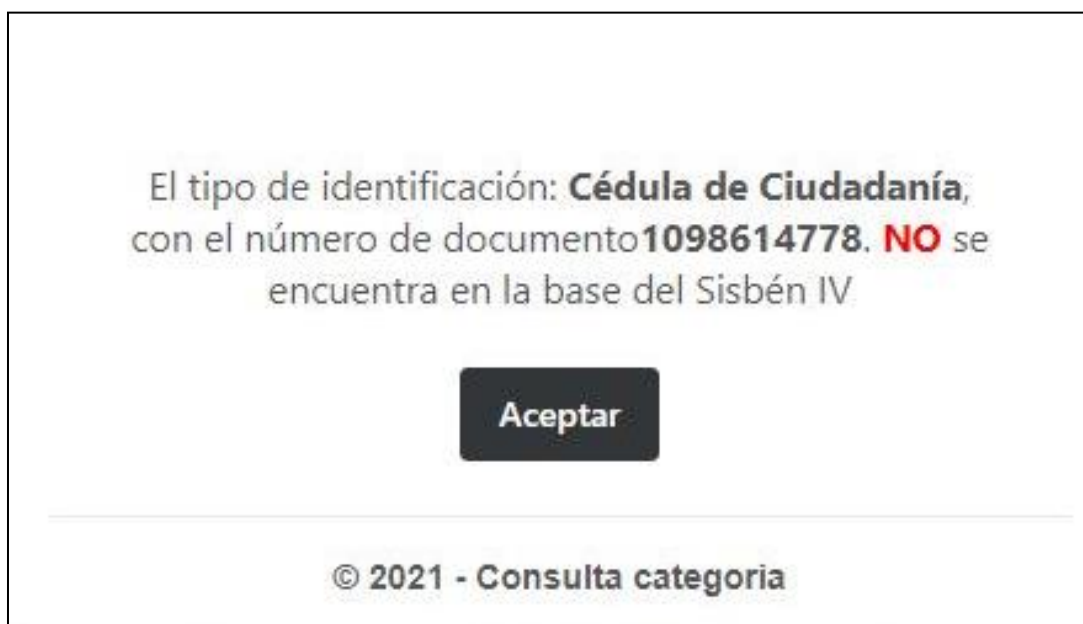 El tipo de identificación: Cédula de Ciudadanía,
con el número de documento1098614778. NO se
encuentra en la base del Sisbén IV
Aceptar
© 2021 - Consulta categoria